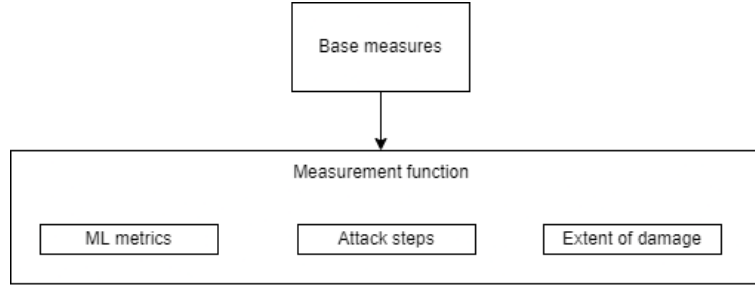 Base measures
Measurement function
ML metrics
Attack steps
Extent of damage